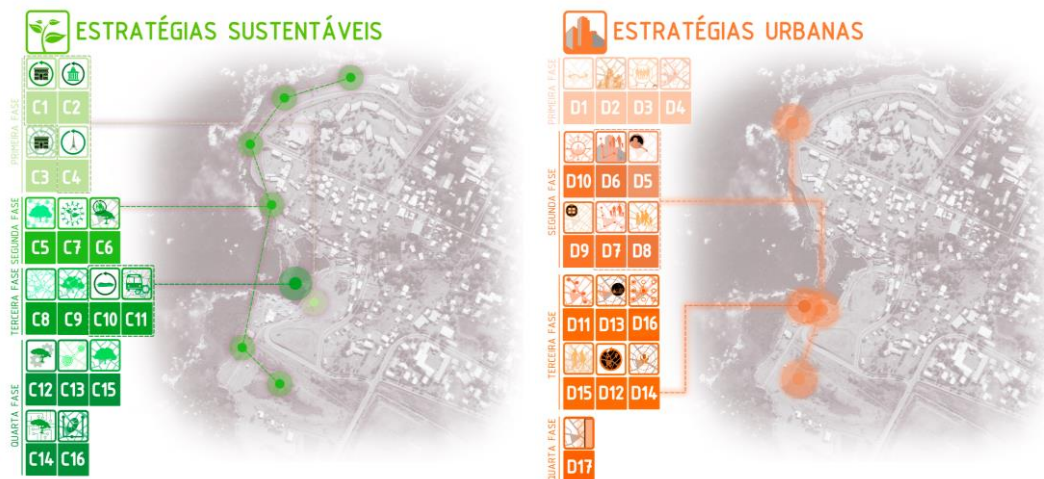 ESTRATÉGIAS SUSTENTÁVEIS
PRIMEIRA FASE
C1 C2
C3 C4
SEGUNDA FASE
C5 C7 C6
TERCEIRA FASE
C8 C9 C10 C11
QUARTA FASE
C12 C13 C15
C14 C16
ESTRATÉGIAS URBANAS
PRIMEIRA FASE
D1 D2 D3 D4
SEGUNDA FASE
D10 D6 D5
D9 D7 D8
TERCEIRA FASE
D11 D13 D16
D15 D12 D14
QUARTA FASE
D17